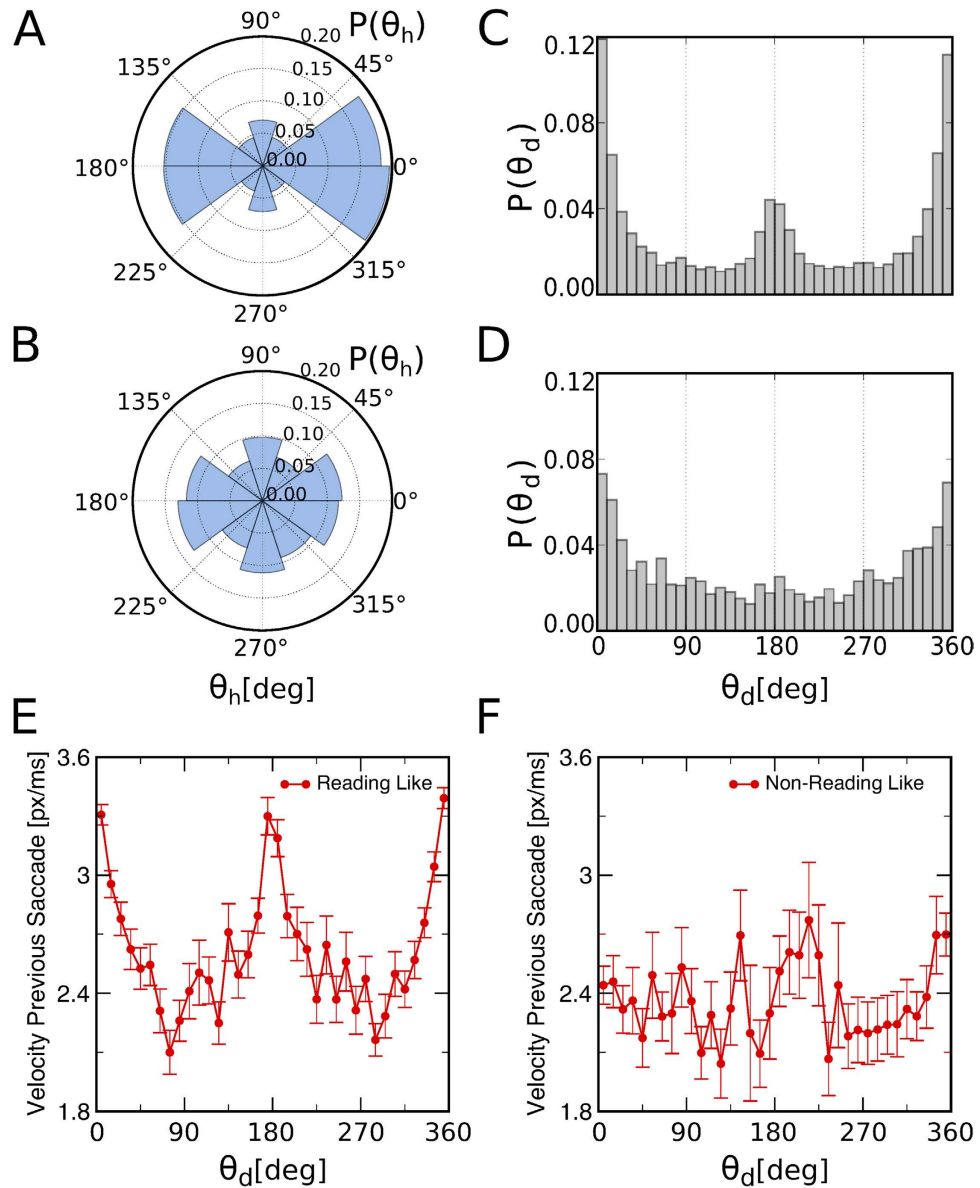 A
90° P(θh)
0.20
0.15
0.10
0.05
0.00
45°
135°
180°
0°
225°
315°
270°
C
P(θd)
0.12
0.08
0.04
0.00
B
90° P(θh)
0.20
0.15
0.10
0.05
0.00
45°
135°
180°
0°
225°
315°
270°
θh[deg]
D
P(θd)
0.12
0.08
0.04
0.00
0 90 180 270 360
θd[deg]
E
Velocity Previous Saccade [px/ms]
3.6
3
2.4
1.8
Reading Like
0 90 180 270 360
θd[deg]
F
Velocity Previous Saccade [px/ms]
3.6
3
2.4
1.8
Non-Reading Like
0 90 180 270 360
θd[deg]